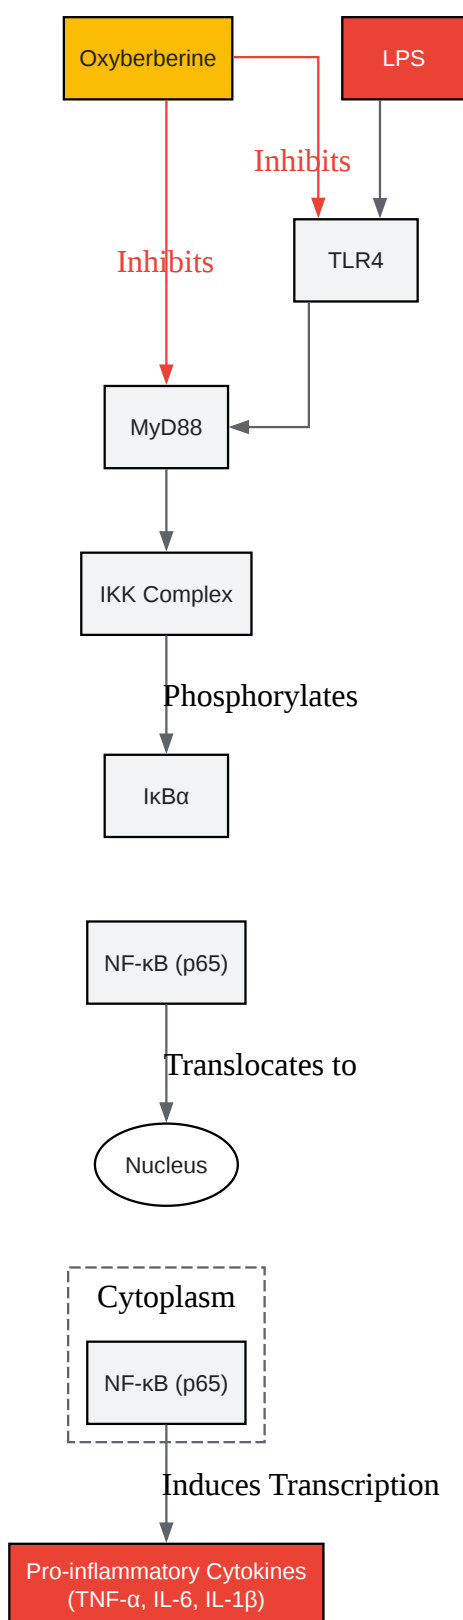 Oxyberberine
LPS
Inhibits
TLR4
Inhibits
MyD88
IKK Complex
Phosphorylates
IκBα
NF-κB (p65)
Translocates to
Nucleus
Cytoplasm
NF-κB (p65)
Induces Transcription
Pro-inflammatory Cytokines
(TNF-α, IL-6, IL-1β)